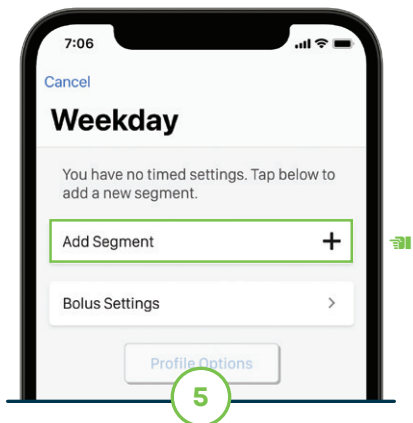 7:06
Cancel
Weekday
You have no timed settings. Tap below to
add a new segment.
Add Segment +
Bolus Settings >
Profile Options
5